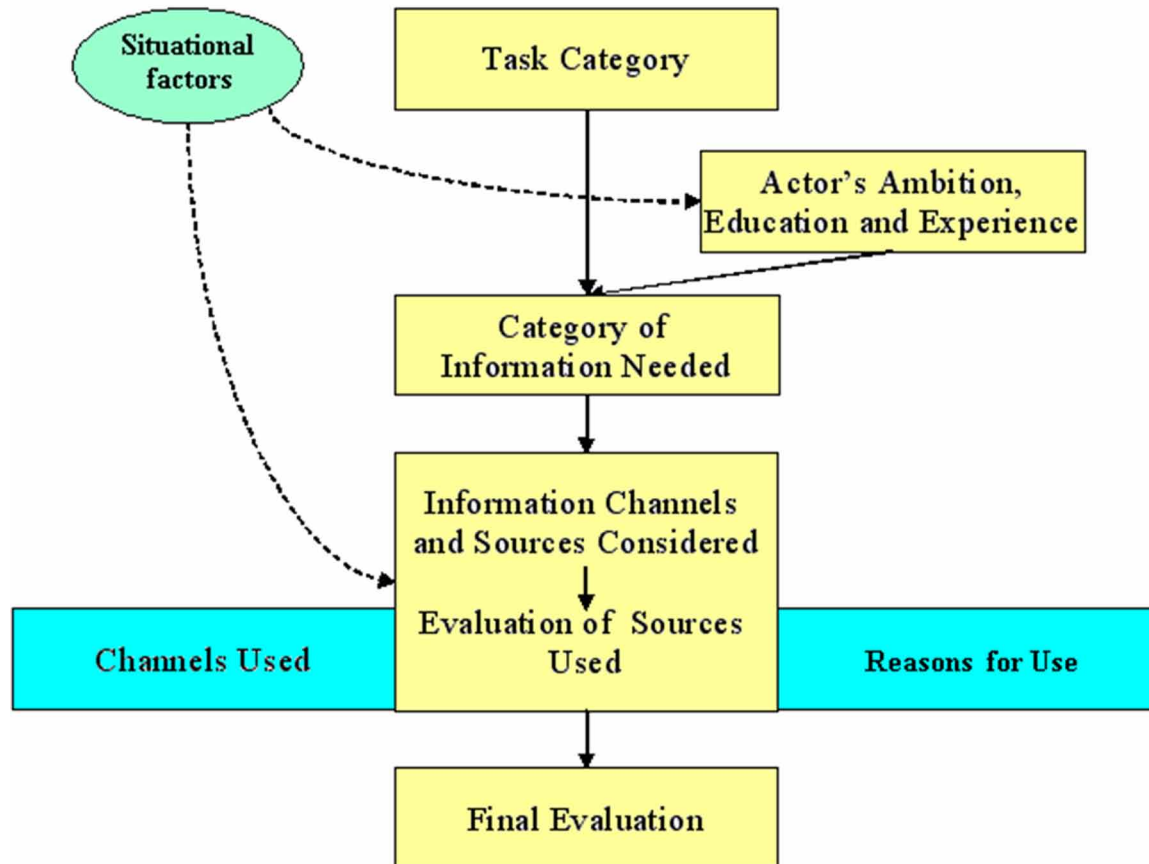 Situational
factors
Task Category
Actor's Ambition,
Education and Experience
Category of
Information Needed
Information Channels
and Sources Considered
Evaluation of Sources
Used
Channels Used
Reasons for Use
Final Evaluation